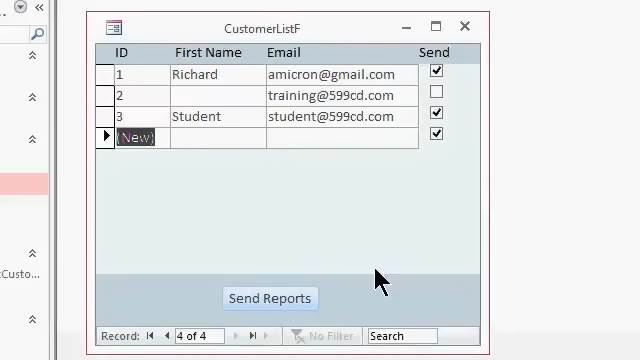 CustomerListF
ID First Name Email Send
1 Richard amicron@gmail.com
2 training@599cd.com
3 Student student@599cd.com
(New)
:Custo...
Send Reports
Record: 4 of 4 No Filter Search